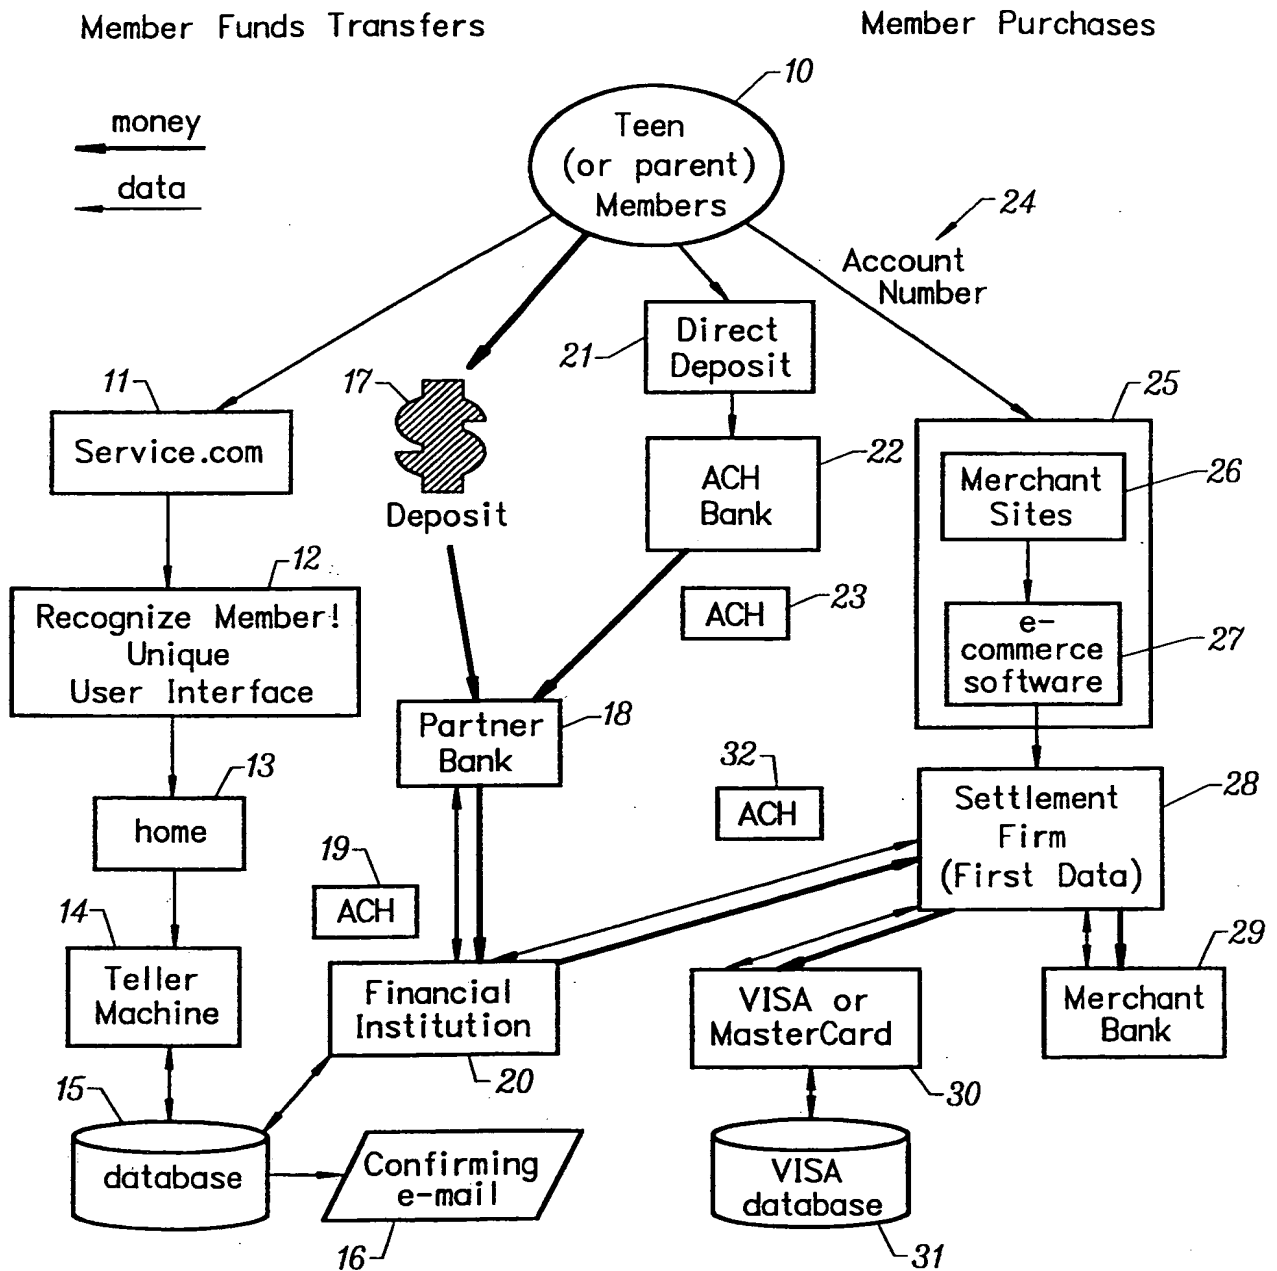 Member Funds Transfers
Member Purchases
money
data
10
Teen
(or parent)
Members
24
Account
Number
11
Service.com
17
Deposit
21
Direct
Deposit
22
ACH
Bank
25
26
Merchant
Sites
12
Recognize Member!
Unique
User Interface
ACH
23
e-
commerce
software
27
Partner
Bank
18
13
home
32
ACH
28
Settlement
Firm
(First Data)
19
ACH
14
Teller
Machine
Financial
Institution
20
VISA or
MasterCard
30
29
Merchant
Bank
15
database
Confirming
e-mail
16
VISA
database
31